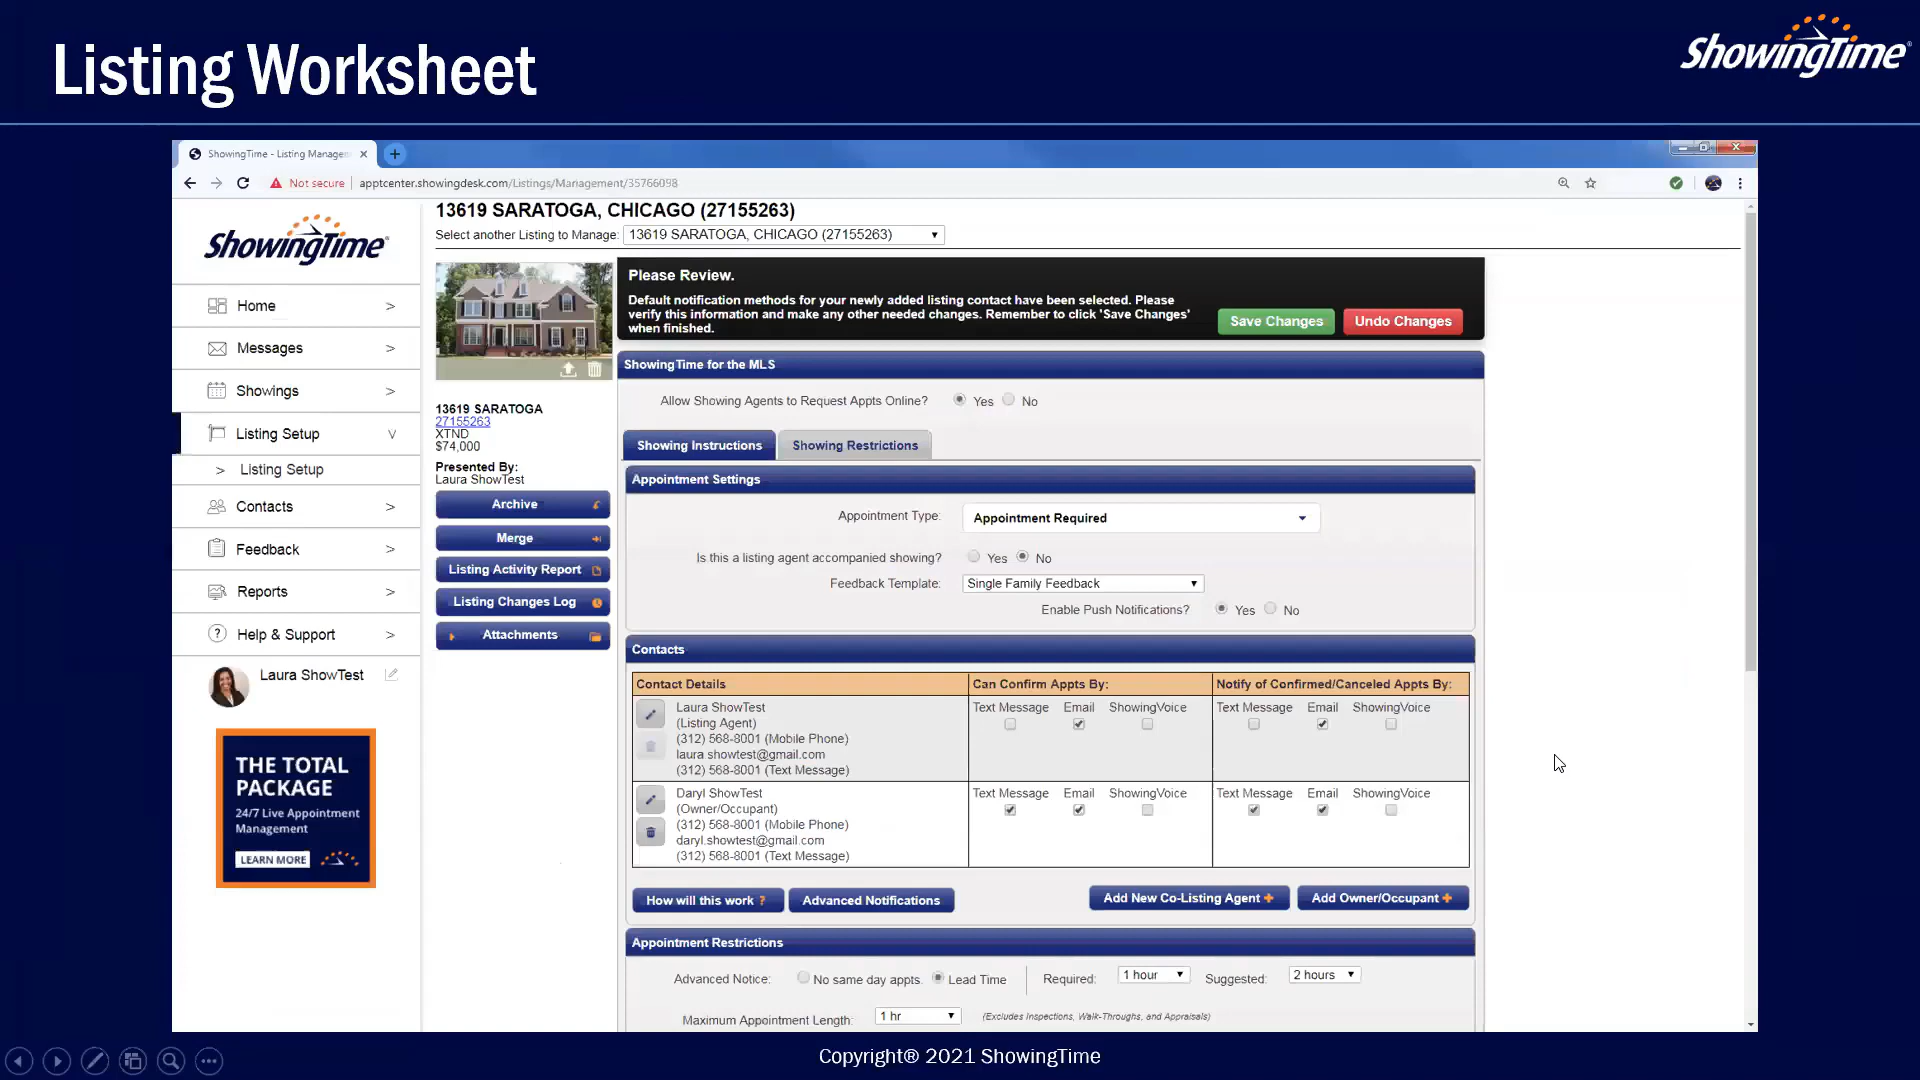 Listing Worksheet
ShowingTime
ShowingTime - Listing Managem
Not secure
apptcenter.showingdesk.com/Listings/Management/35766098
ShowingTime
Home
Messages
Showings
Listing Setup
Listing Setup
Contacts
Feedback
Reports
Help & Support
Laura ShowTest
THE TOTAL
PACKAGE
24/7 Live Appointment
Management
LEARN MORE
13619 SARATOGA, CHICAGO (27155263)
Select another Listing to Manage: 13619 SARATOGA, CHICAGO (27155263)
13619 SARATOGA
27155263
XTND
$74,000
Presented By:
Laura ShowTest
Archive
Merge
Listing Activity Report
Listing Changes Log
Attachments
Please Review.
Default notification methods for your newly added listing contact have been selected. Please
verify this information and make any other needed changes. Remember to click 'Save Changes'
when finished.
Save Changes Undo Changes
ShowingTime for the MLS
Allow Showing Agents to Request Appts Online? Yes No
Showing Instructions Showing Restrictions
Appointment Settings
Appointment Type: Appointment Required
Is this a listing agent accompanied showing? Yes No
Feedback Template: Single Family Feedback
Enable Push Notifications? Yes No
Contacts
Contact Details Can Confirm Appts By: Notify of Confirmed/Canceled Appts By:
Laura ShowTest
(Listing Agent)
(312) 568-8001 (Mobile Phone)
laura showtest@gmail.com
(312) 568-8001 (Text Message)
Text Message Email ShowingVoice
Text Message Email ShowingVoice
Daryl ShowTest
(Owner/Occupant)
(312) 568-8001 (Mobile Phone)
daryl.showtest@gmail.com
(312) 568-8001 (Text Message)
Text Message Email ShowingVoice
Text Message Email ShowingVoice
How will this work ? Advanced Notifications Add New Co-Listing Agent + Add Owner/Occupant +
Appointment Restrictions
Advanced Notice: No same day appts. Lead Time Required: 1 hour Suggested: 2 hours
Maximum Appointment Length: 1 hr (Excludes Inspections, Walk-Throughs, and Appraisals)
Copyright® 2021 ShowingTime